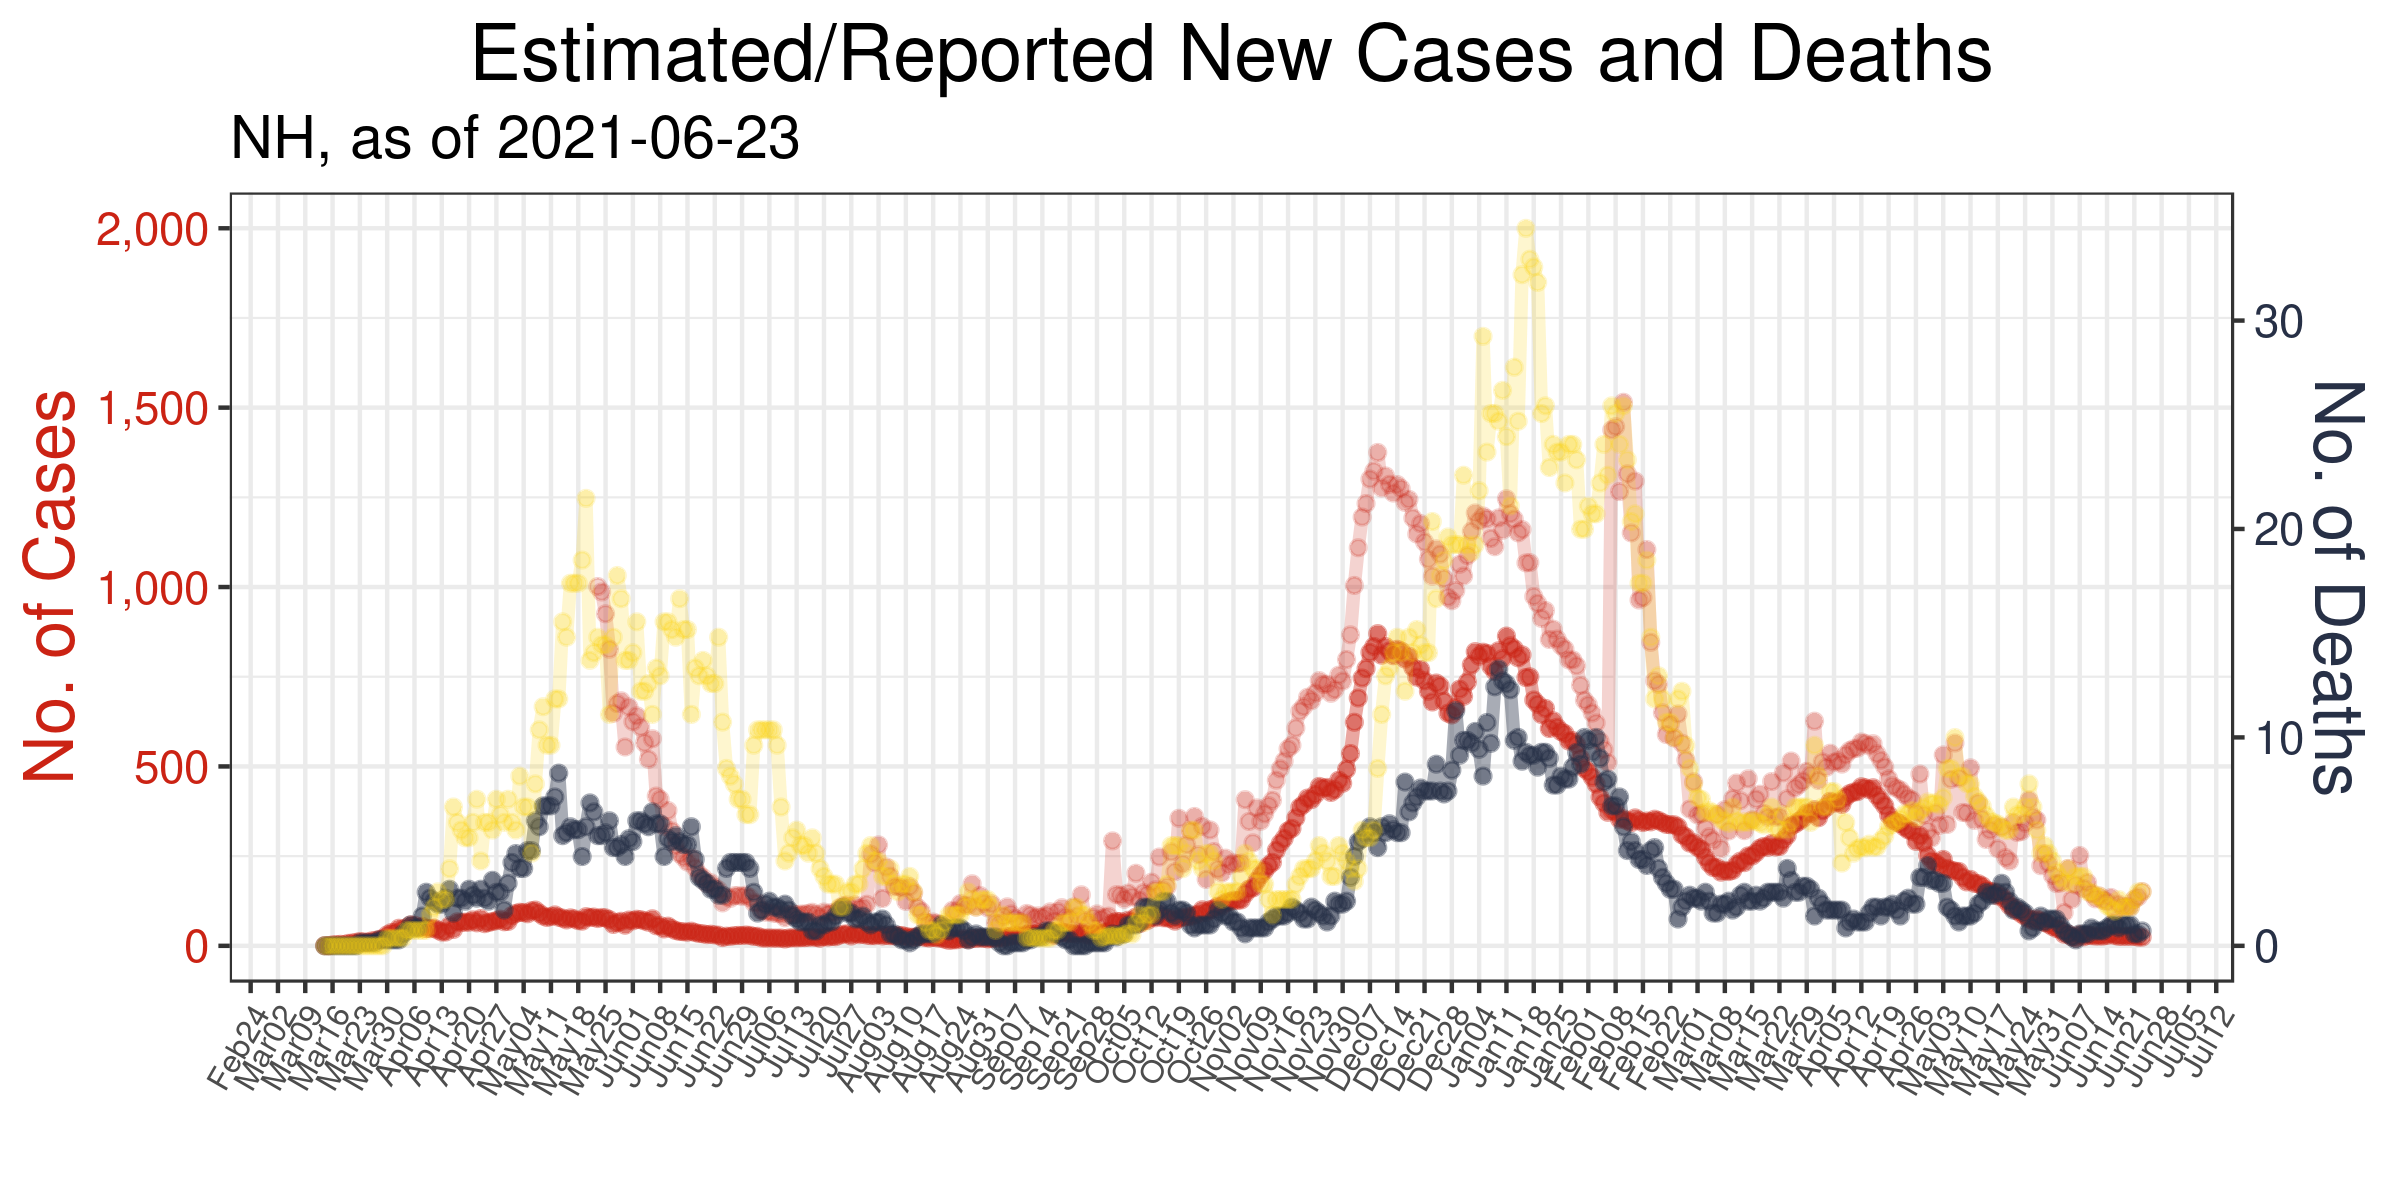 Estimated/Reported New Cases and Deaths
NH, as of 2021-06-23
No. of Cases
2,000
1,500
1,000
500
0
30
20
10
0
No. of Deaths
Feb24
Mar02
Mar09
Mar16
Mar23
Mar30
Apr06
Apr13
Apr20
Apr27
May04
May11
May18
May25
Jun01
Jun08
Jun15
Jun22
Jun29
Jul06
Jul13
Jul20
Jul27
Aug03
Aug10
Aug17
Aug24
Aug31
Sep07
Sep14
Sep21
Sep28
Oct05
Oct12
Oct19
Oct26
Nov02
Nov09
Nov16
Nov23
Nov30
Dec07
Dec14
Dec21
Dec28
Jan04
Jan11
Jan18
Jan25
Feb01
Feb08
Feb15
Feb22
Mar01
Mar08
Mar15
Mar22
Mar29
Apr05
Apr12
Apr19
Apr26
May03
May10
May17
May24
May31
Jun07
Jun14
Jun21
Jun28
Jul05
Jul12